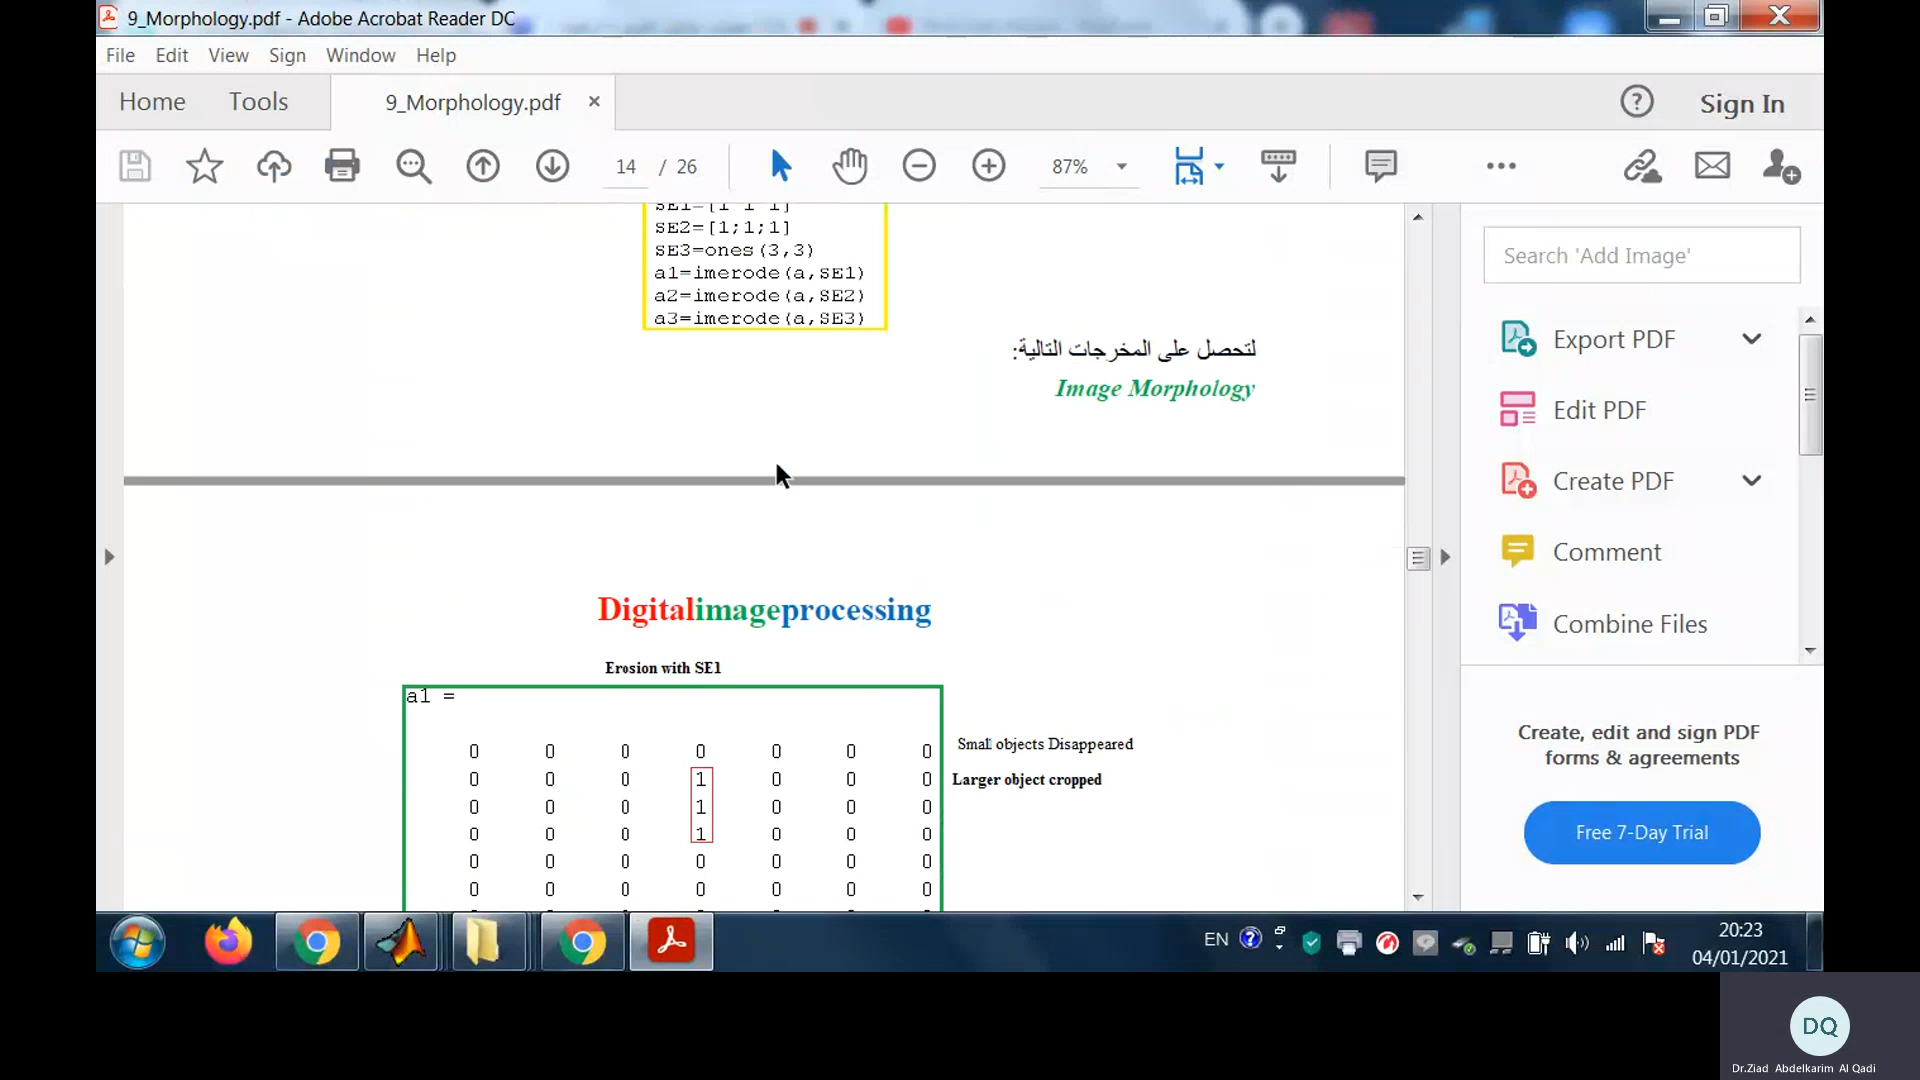 9_Morphology.pdf - Adobe Acrobat Reader DC
File Edit View Sign Window Help
Home Tools 9_Morphology.pdf × ? Sign In
14 / 26 87%
SE1=[1 1 1]
SE2=[1;1;1]
SE3=ones(3,3)
a1=imerode(a,SE1)
a2=imerode(a,SE2)
a3=imerode(a,SE3)
لتحصل على المخرجات التالية:
Image Morphology
Digitalimageprocessing
Erosion with SE1
a1 =
0 0 0 0 0 0 0
0 0 0 1 0 0 0
0 0 0 1 0 0 0
0 0 0 1 0 0 0
0 0 0 0 0 0 0
0 0 0 0 0 0 0
Small objects Disappeared
Larger object cropped
Search 'Add Image'
Export PDF
Edit PDF
Create PDF
Comment
Combine Files
Create, edit and sign PDF
forms & agreements
Free 7-Day Trial
EN
20:23
04/01/2021
DQ
Dr.Ziad Abdelkarim Al Qadi